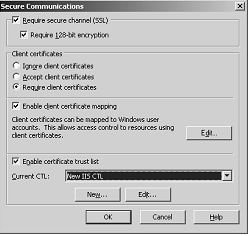 Secure Communications
Require secure channel (SSL)
Require 128-bit encryption
Client certificates
Ignore client certificates
Accept client certificates
Require client certificates
Enable client certificate mapping
Client certificates can be mapped to Windows user
accounts. This allows access control to resources using
client certificates.
Edit...
Enable certificate trust list
Current CTL:
New IIS CTL
New...
Edit...
OK
Cancel
Help